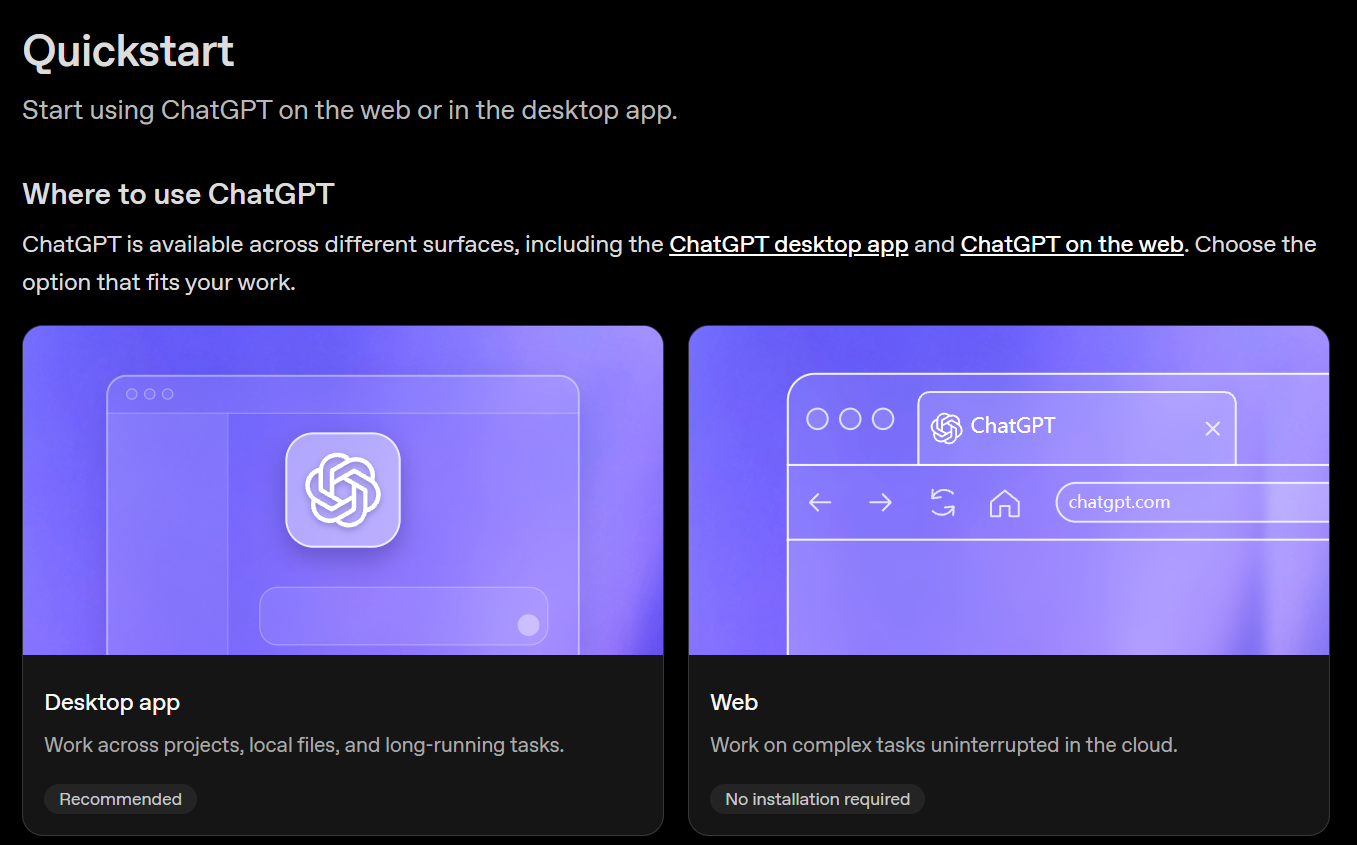 Quickstart
Start using ChatGPT on the web or in the desktop app.
Where to use ChatGPT
ChatGPT is available across different surfaces, including the ChatGPT desktop app and ChatGPT on the web. Choose the
option that fits your work.
ChatGPT
chatgpt.com
Desktop app
Work across projects, local files, and long-running tasks.
Recommended
Web
Work on complex tasks uninterrupted in the cloud.
No installation required